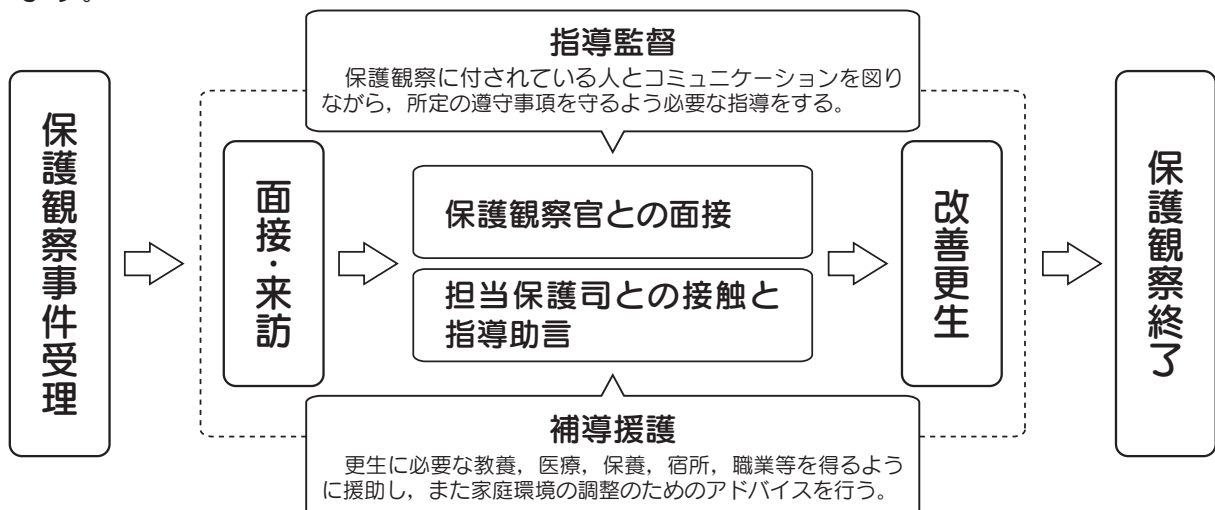 指導監督
保護観察に付されている人とコミュニケーションを図り
ながら，所定の遵守事項を守るよう必要な指導をする。
保護観察事件受理
面接・来訪
保護観察官との面接
担当保護司との接触と
指導助言
改善更生
保護観察終了
補導援護
更生に必要な教養，医療，保養，宿所，職業等を得るよう
に援助し，また家庭環境の調整のためのアドバイスを行う。